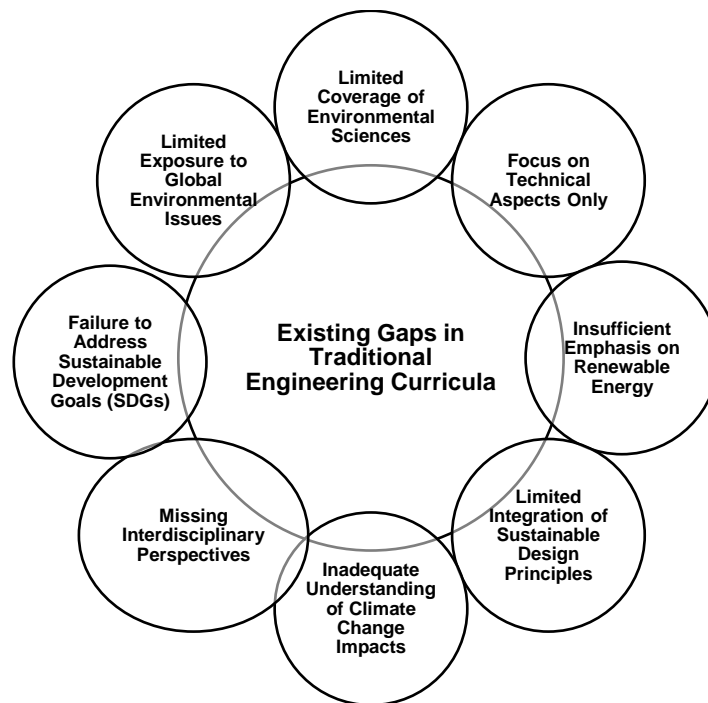 Limited
Coverage of
Environmental
Sciences
Focus on
Technical
Aspects Only
Insufficient
Emphasis on
Renewable
Energy
Limited
Integration of
Sustainable
Design
Principles
Inadequate
Understanding
of Climate
Change
Impacts
Missing
Interdisciplinary
Perspectives
Failure to
Address
Sustainable
Development
Goals (SDGs)
Limited
Exposure to
Global
Environmental
Issues
Existing Gaps in
Traditional
Engineering Curricula